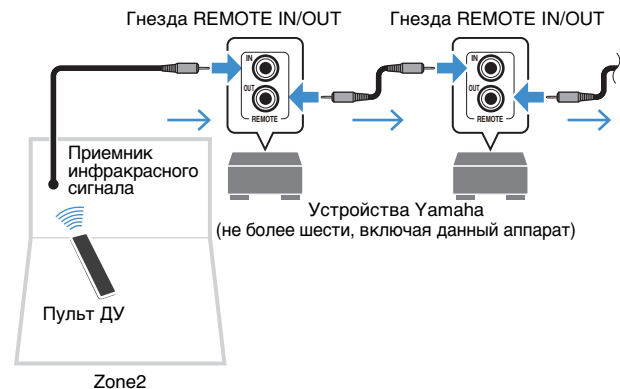 Гнезда REMOTE IN/OUT
Гнезда REMOTE IN/OUT
IN
OUT
REMOTE
IN
OUT
REMOTE
Приемник
инфракрасного
сигнала
Устройства Yamaha
(не более шести, включая данный аппарат)
Пульт ДУ
Zone2